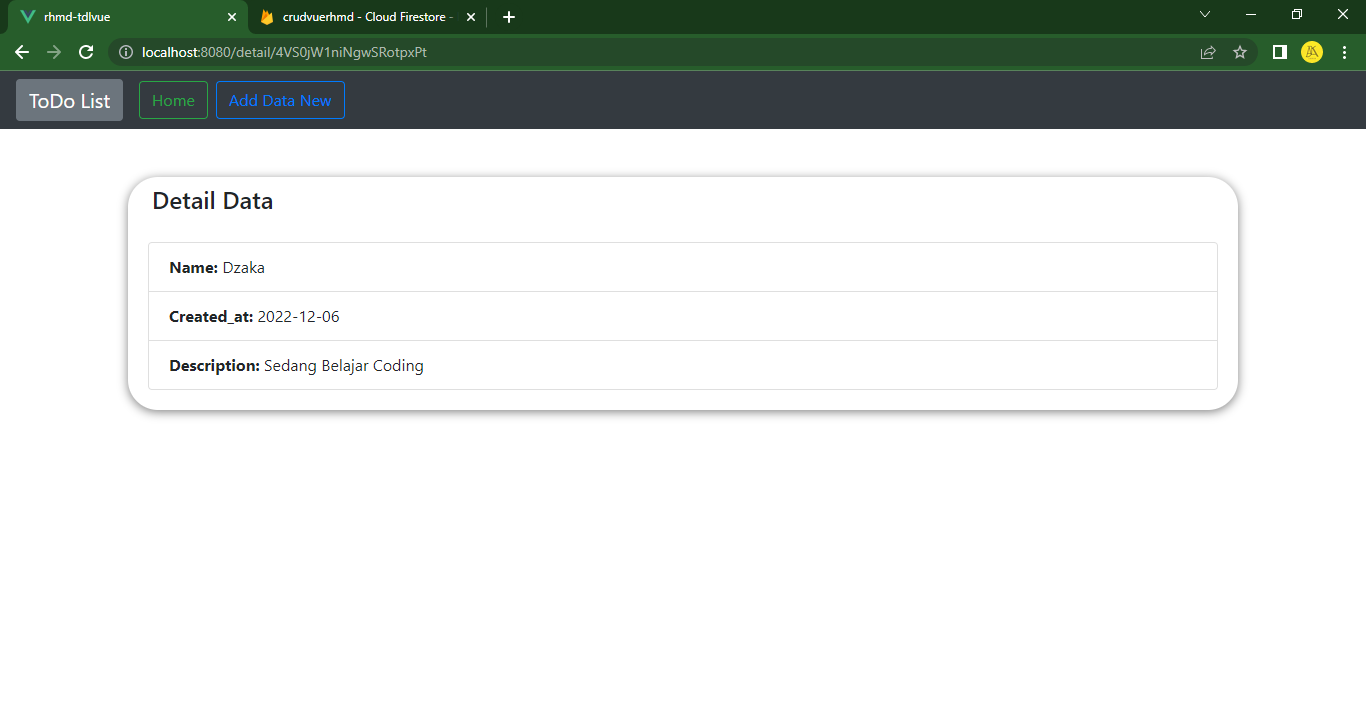 rhmd-tdlvue
crudvuerhmd - Cloud Firestore -
localhost:8080/detail/4VS0jW1niNgwSRotpxPt
ToDo List Home Add Data New
Detail Data
Name: Dzaka
Created_at: 2022-12-06
Description: Sedang Belajar Coding